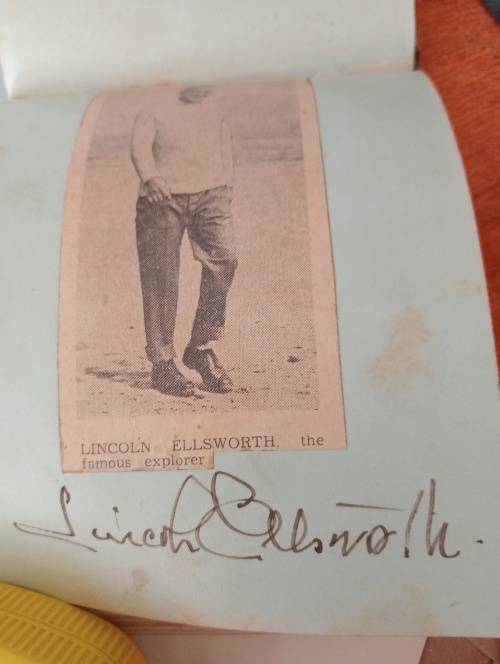 LINCOLN ELLSWORTH, the
famous explorer
Lincoln Ellsworth.